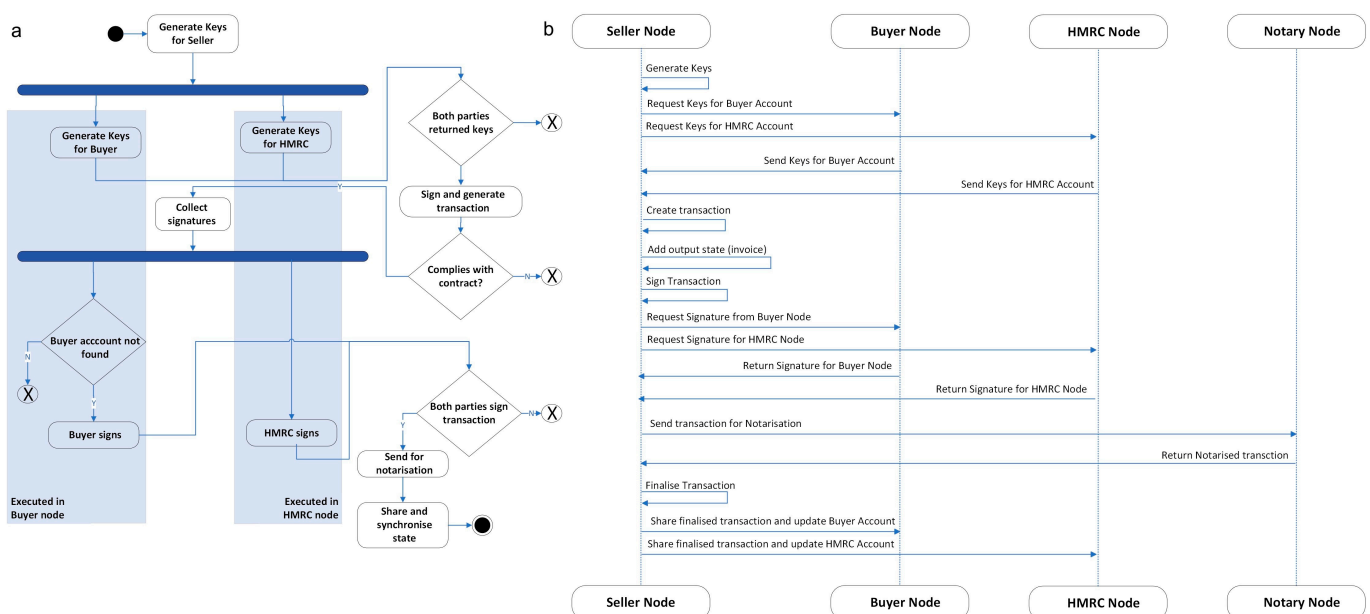 a
Generate Keys
for Seller
Generate Keys
for Buyer
Generate Keys
for HMRC
Both parties
returned keys
X
Y
Collect
signatures
Sign and generate
transaction
Complies with
contract?
N
X
Buyer acccount not
found
N
X
Y
Buyer signs
HMRC signs
Both parties sign
transaction
N
X
Y
Send for
notarisation
Share and
synchronise
state
Executed in
Buyer node
Executed in
HMRC node
b
Seller Node
Buyer Node
HMRC Node
Notary Node
Generate Keys
Request Keys for Buyer Account
Request Keys for HMRC Account
Send Keys for Buyer Account
Send Keys for HMRC Account
Create transaction
Add output state (invoice)
Sign Transaction
Request Signature from Buyer Node
Request Signature for HMRC Node
Return Signature for Buyer Node
Return Signature for HMRC Node
Send transaction for Notarisation
Return Notarised transction
Finalise Transaction
Share finalised transaction and update Buyer Account
Share finalised transaction and update HMRC Account
Seller Node
Buyer Node
HMRC Node
Notary Node